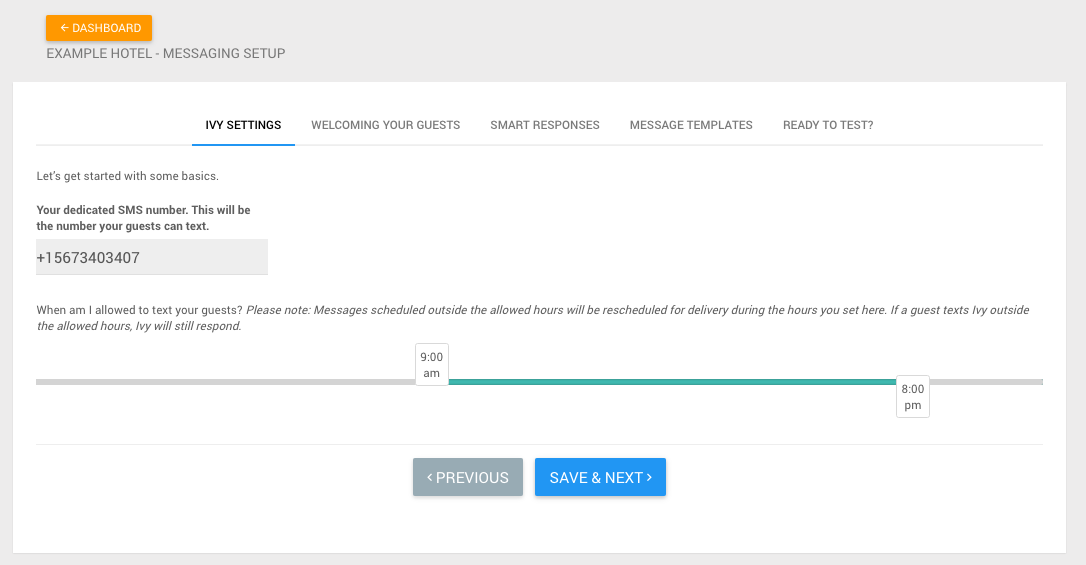 ← DASHBOARD
EXAMPLE HOTEL - MESSAGING SETUP
IVY SETTINGS WELCOMING YOUR GUESTS SMART RESPONSES MESSAGE TEMPLATES READY TO TEST?
Let's get started with some basics.
Your dedicated SMS number. This will be
the number your guests can text.
+15673403407
When am I allowed to text your guests? Please note: Messages scheduled outside the allowed hours will be rescheduled for delivery during the hours you set here. If a guest texts Ivy outside
the allowed hours, Ivy will still respond.
9:00
am
8:00
pm
‹ PREVIOUS SAVE & NEXT ›